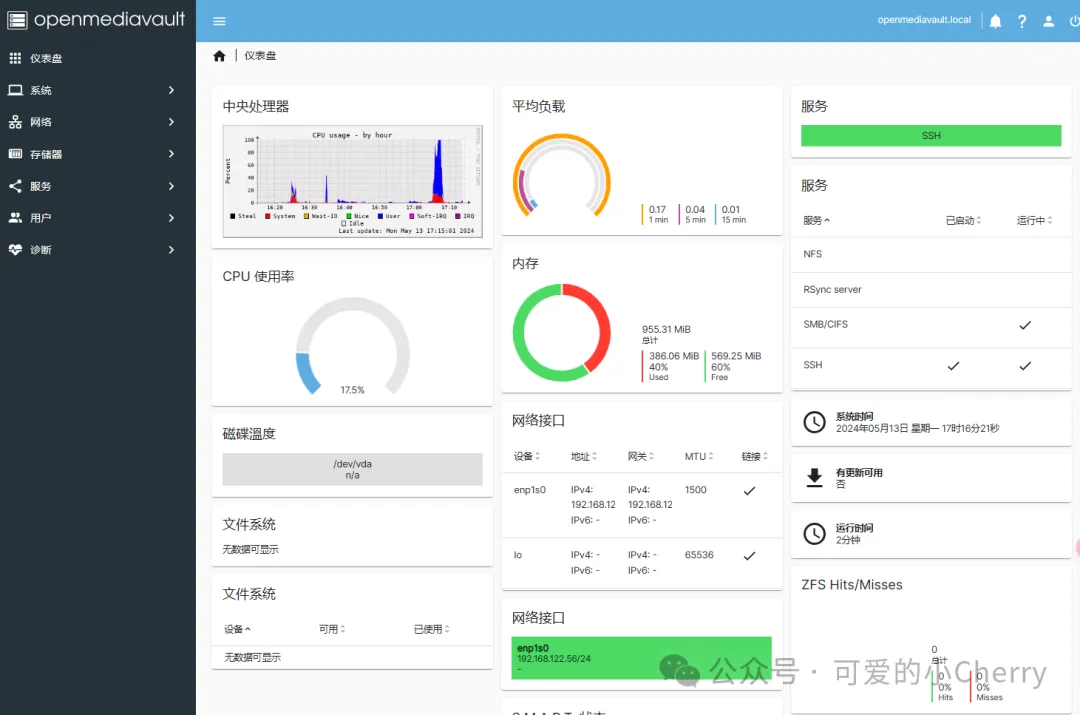 openmediavault
openmediavault.local
仪表盘
系统
网络
存储器
服务
用户
诊断
仪表盘
中央处理器
CPU usage - by hour
Percent
100
80
60
40
20
0
16:20 16:30 16:40 16:50 17:00 17:10
Steal System Wait-IO Nice User Soft-IRQ IRQ
Idle
Last update: Mon May 13 17:15:01 2024
CPU 使用率
17.5%
磁碟溫度
/dev/vda
n/a
文件系统
无数据可显示
文件系统
设备 可用 已使用
无数据可显示
平均负载
0.17 0.04 0.01
1 min 5 min 15 min
内存
955.31 MiB
总计
386.06 MiB 569.25 MiB
40% 60%
Used Free
网络接口
设备 地址 网关 MTU 链接
enp1s0 IPv4: IPv4: 1500
192.168.12 192.168.12
IPv6: - IPv6: -
lo IPv4: - IPv4: - 65536
IPv6: - IPv6: -
网络接口
enp1s0
192.168.122.56/24
-
S.M.A.R.T. 状态
服务
SSH
服务
服务 已启动 运行中
NFS
RSync server
SMB/CIFS
SSH
系统时间
2024年05月13日 星期一 17时16分21秒
有更新可用
否
运行时间
2分钟
ZFS Hits/Misses
0
总计
0 0
0% 0%
Hits Misses
公众号 · 可爱的小Cherry